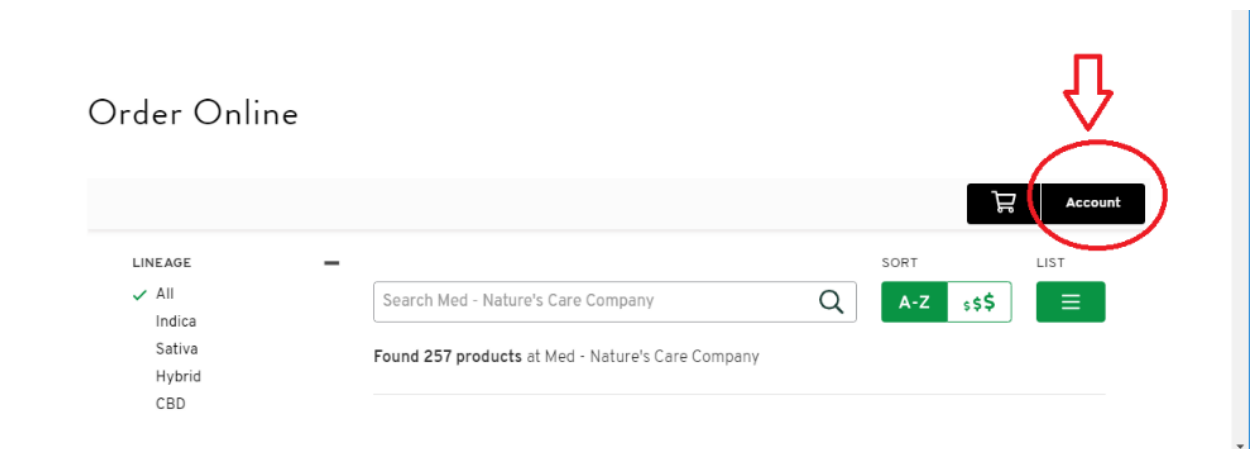 Order Online
Account
LINEAGE
All
Indica
Sativa
Hybrid
CBD
Search Med - Nature's Care Company
SORT
A-Z $$$
LIST
Found 257 products at Med - Nature's Care Company